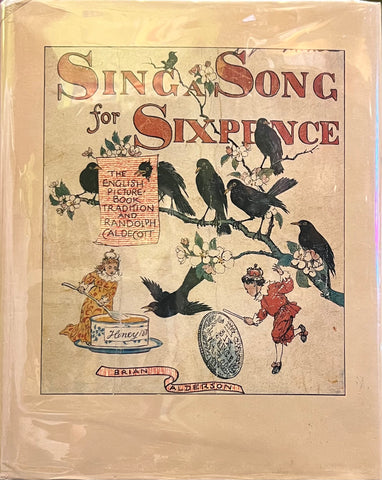 SING A SONG
for SIXPENCE
THE
ENGLISH
PICTURE-
BOOK
TRADITION
AND
RANDOLPH
CALDECOTT
Honey
BRIAN
ALDERSON